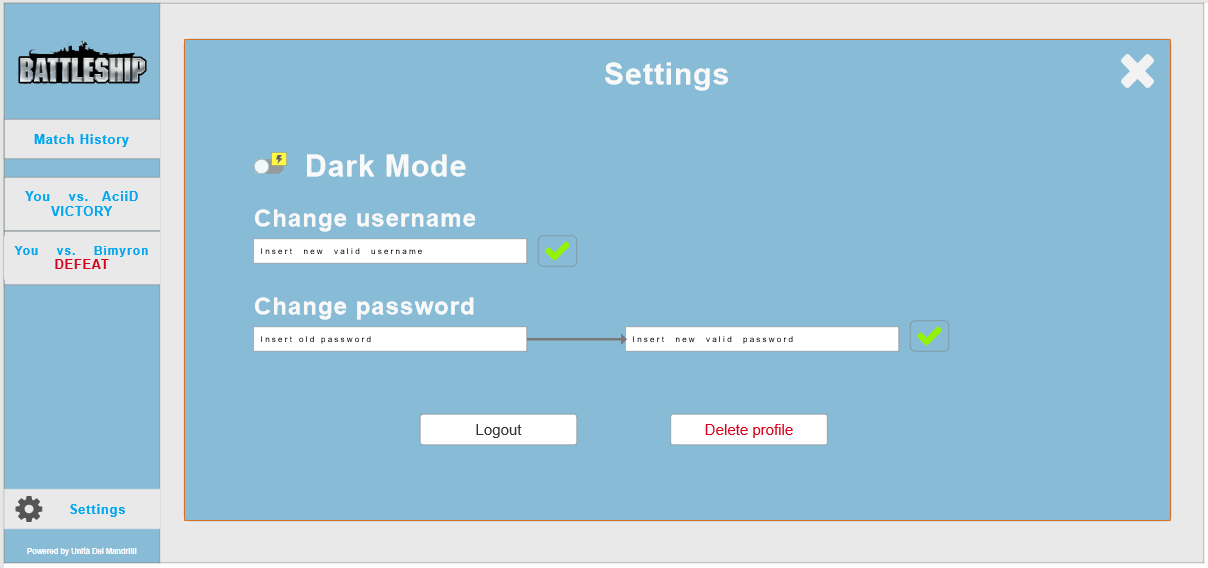 BATTLESHIP
Match History
You vs. AciiD
VICTORY
You vs. Bimyron
DEFEAT
Settings
Powered by Unità Dei Mandrilli
Settings
Dark Mode
Change username
Insert new valid username
Change password
Insert old password
Insert new valid password
Logout
Delete profile